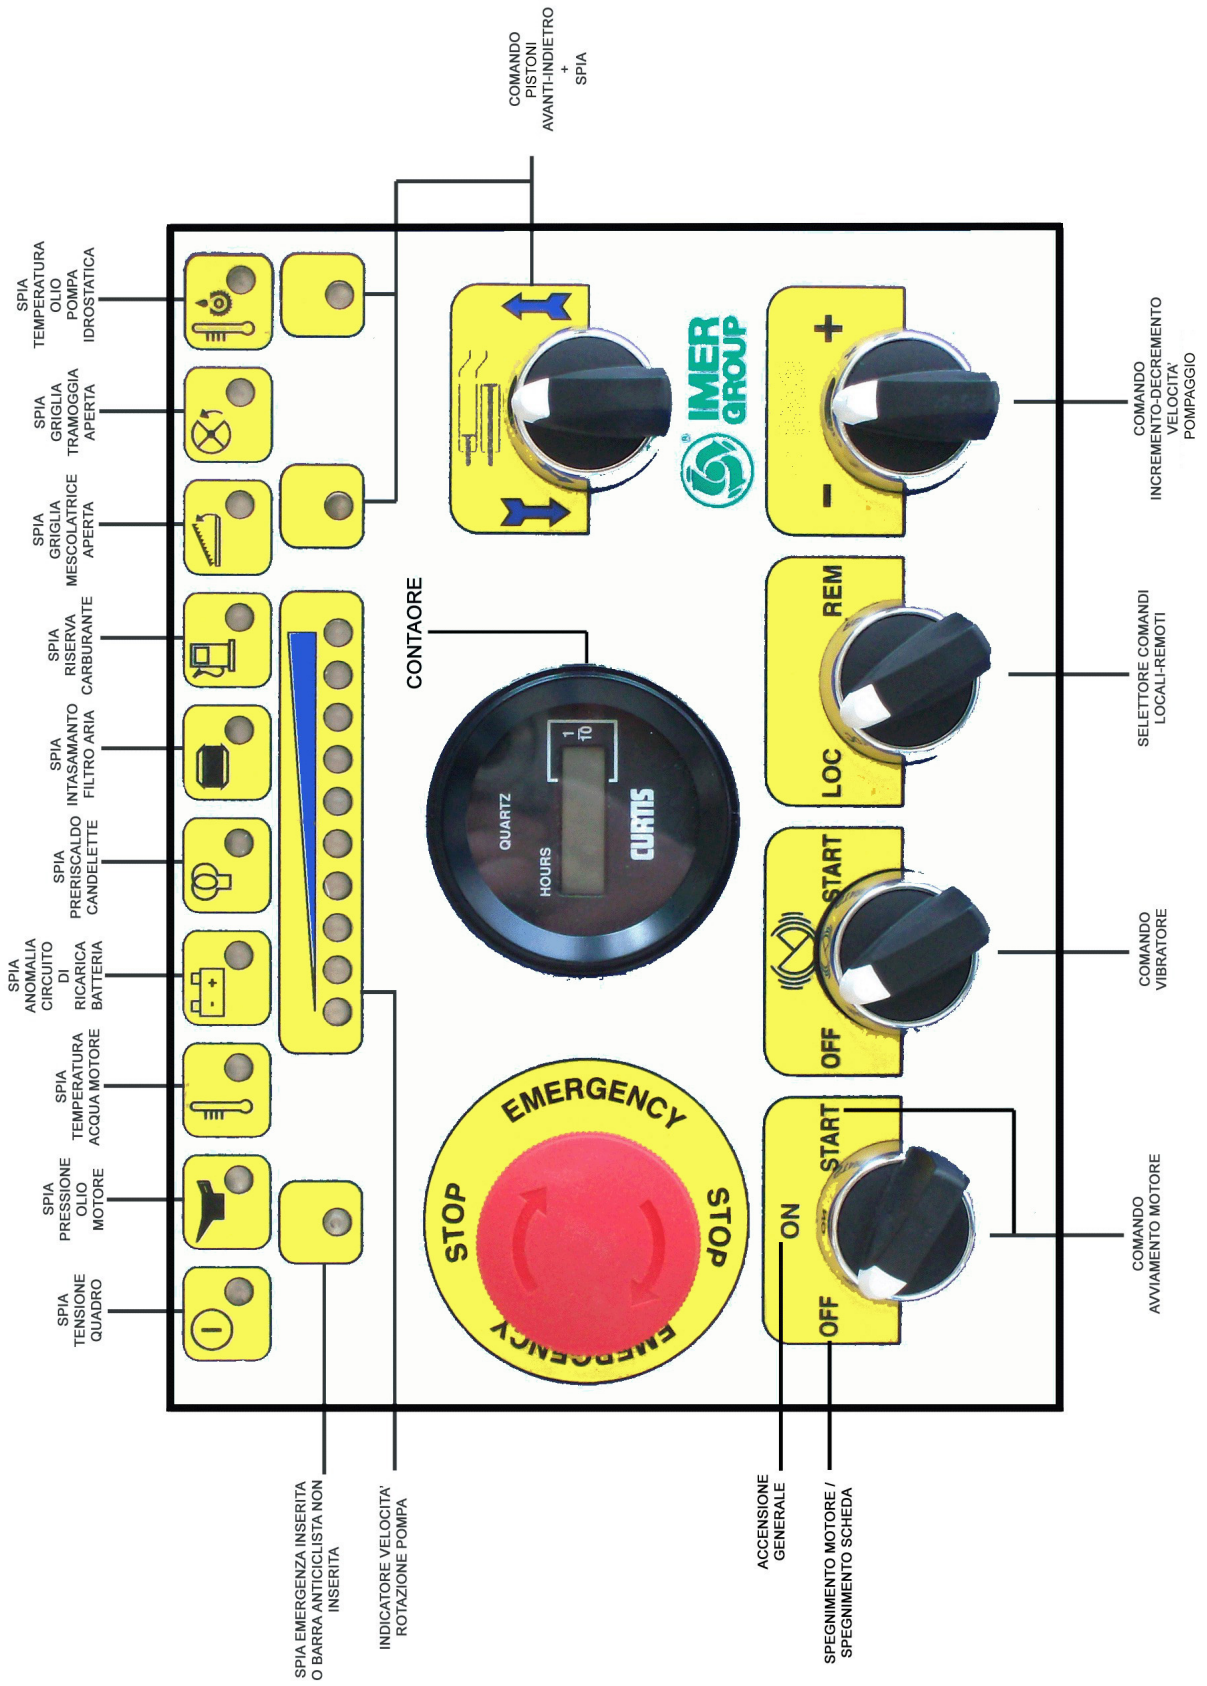 SPIA
TENSIONE
QUADRO
SPIA
PRESSIONE
OLIO
MOTORE
SPIA
TEMPERATURA
ACQUA MOTORE
SPIA
ANOMALIA
CIRCUITO
DI
RICARICA
BATTERIA
SPIA
PRERISCALDO
CANDELETTE
SPIA
INTASAMANTO
FILTRO ARIA
SPIA
RISERVA
CARBURANTE
SPIA
GRIGLIA
MESCOLATRICE
APERTA
SPIA
GRIGLIA
TRAMOGGIA
APERTA
SPIA
TEMPERATURA
OLIO
POMPA
IDROSTATICA
SPIA EMERGENZA INSERITA
O BARRA ANTICICLISTA NON
INSERITA
INDICATORE VELOCITA'
ROTAZIONE POMPA
CONTAORE
COMANDO
PISTONI
AVANTI-INDIETRO
+
SPIA
EMERGENCY
STOP
EMERGENCY
STOP
QUARTZ
HOURS
1/10
CURTIS
®
IMER
GROUP
ACCENSIONE
GENERALE
SPEGNIMENTO MOTORE /
SPEGNIMENTO SCHEDA
OFF
ON
START
OFF
START
LOC
REM
-
+
COMANDO
AVVIAMENTO MOTORE
COMANDO
VIBRATORE
SELETTORE COMANDI
LOCALI-REMOTI
COMANDO
INCREMENTO-DECREMENTO
VELOCITA'
POMPAGGIO